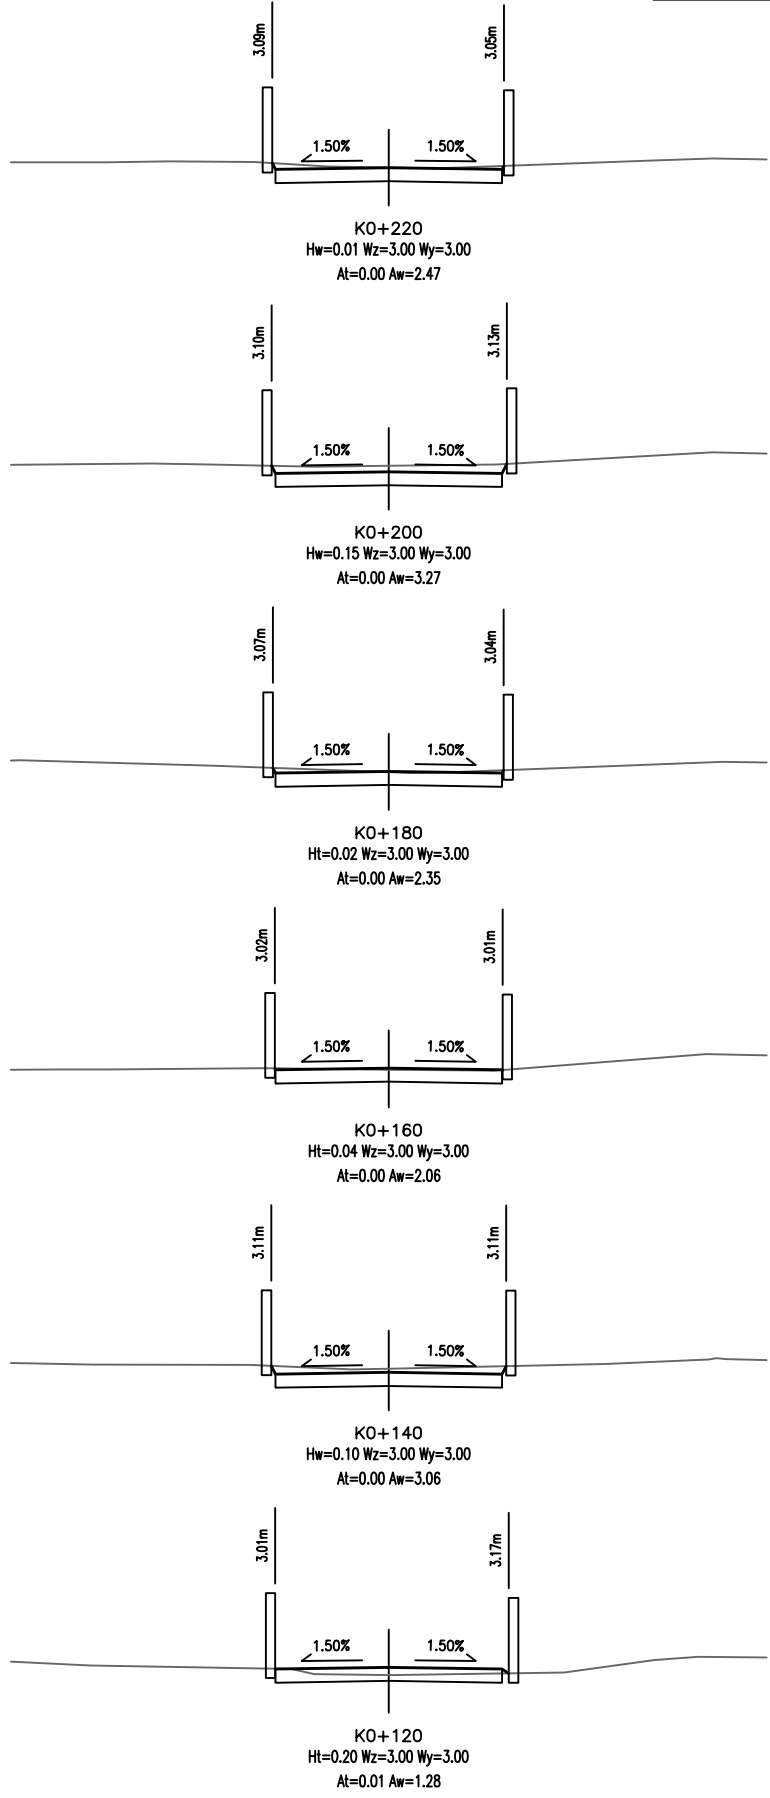 3.09m 3.05m
1.50% 1.50%
K0+220
Hw=0.01 Wz=3.00 Wy=3.00
At=0.00 Aw=2.47
3.10m 3.13m
1.50% 1.50%
K0+200
Hw=0.15 Wz=3.00 Wy=3.00
At=0.00 Aw=3.27
3.07m 3.04m
1.50% 1.50%
K0+180
Ht=0.02 Wz=3.00 Wy=3.00
At=0.00 Aw=2.35
3.02m 3.01m
1.50% 1.50%
K0+160
Ht=0.04 Wz=3.00 Wy=3.00
At=0.00 Aw=2.06
3.11m 3.11m
1.50% 1.50%
K0+140
Hw=0.10 Wz=3.00 Wy=3.00
At=0.00 Aw=3.06
3.01m 3.17m
1.50% 1.50%
K0+120
Ht=0.20 Wz=3.00 Wy=3.00
At=0.01 Aw=1.28